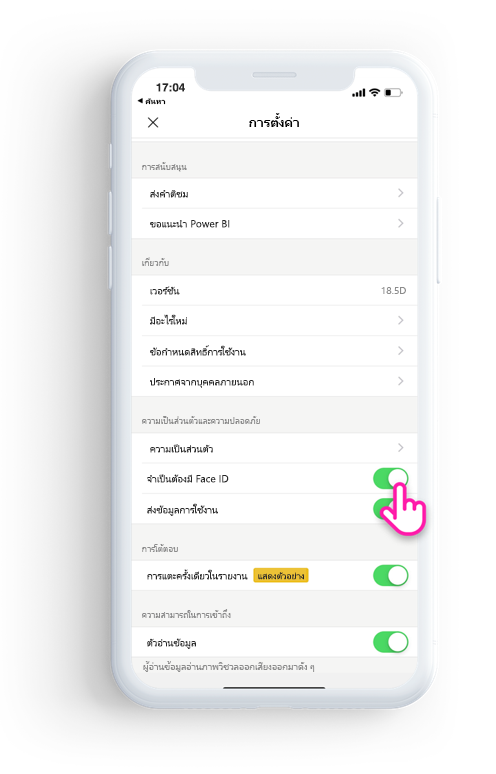 17:04
◀ ค้นหา
การตั้งค่า
การสนับสนุน
ส่งคำติชม
ขอแนะนำ Power BI
เกี่ยวกับ
เวอร์ชัน 18.5D
มีอะไรใหม่
ข้อกำหนดสิทธิ์การใช้งาน
ประกาศจากบุคคลภายนอก
ความเป็นส่วนตัวและความปลอดภัย
ความเป็นส่วนตัว
จำเป็นต้องมี Face ID
ส่งข้อมูลการใช้งาน
การโต้ตอบ
การแตะครั้งเดียวในรายงาน แสดงตัวอย่าง
ความสามารถในการเข้าถึง
ตัวอ่านข้อมูล
ผู้อ่านข้อมูลอ่านภาพวิชวลออกเสียงออกมาดัง ๆ